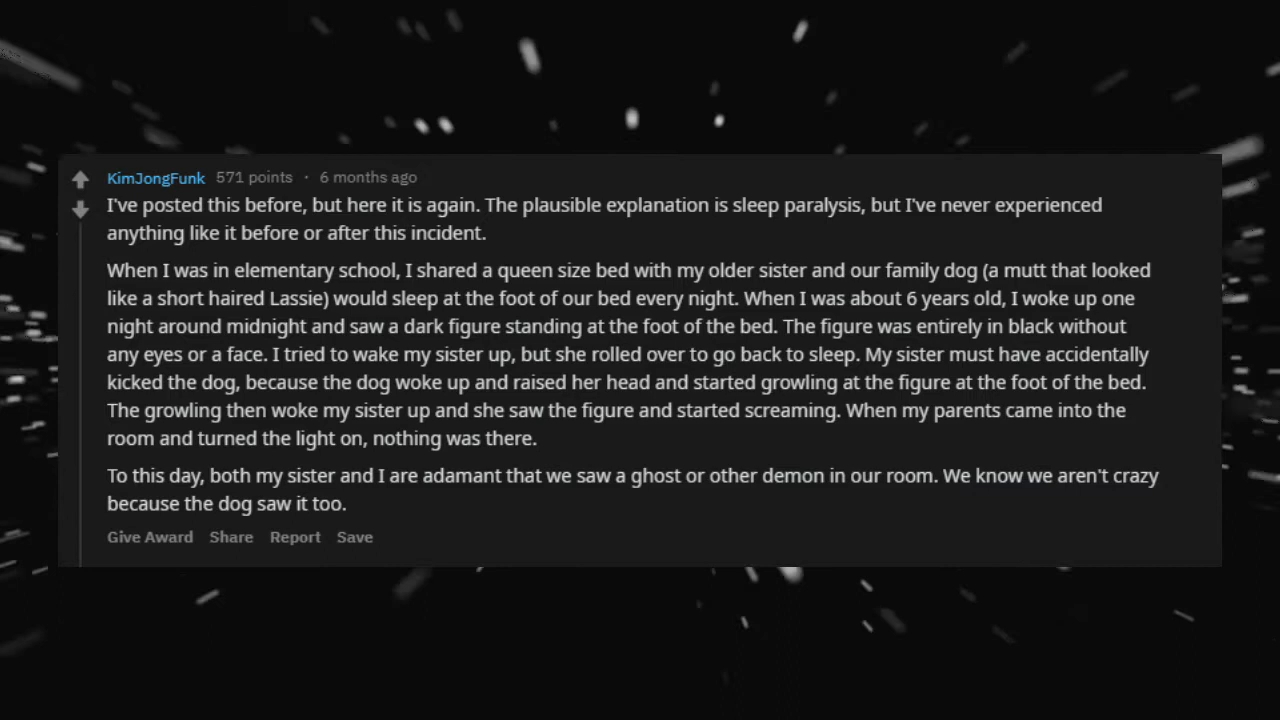 KimJongFunk 571 points · 6 months ago
I've posted this before, but here it is again. The plausible explanation is sleep paralysis, but I've never experienced
anything like it before or after this incident.
When I was in elementary school, I shared a queen size bed with my older sister and our family dog (a mutt that looked
like a short haired Lassie) would sleep at the foot of our bed every night. When I was about 6 years old, I woke up one
night around midnight and saw a dark figure standing at the foot of the bed. The figure was entirely in black without
any eyes or a face. I tried to wake my sister up, but she rolled over to go back to sleep. My sister must have accidentally
kicked the dog, because the dog woke up and raised her head and started growling at the figure at the foot of the bed.
The growling then woke my sister up and she saw the figure and started screaming. When my parents came into the
room and turned the light on, nothing was there.
To this day, both my sister and I are adamant that we saw a ghost or other demon in our room. We know we aren't crazy
because the dog saw it too.
Give Award Share Report Save